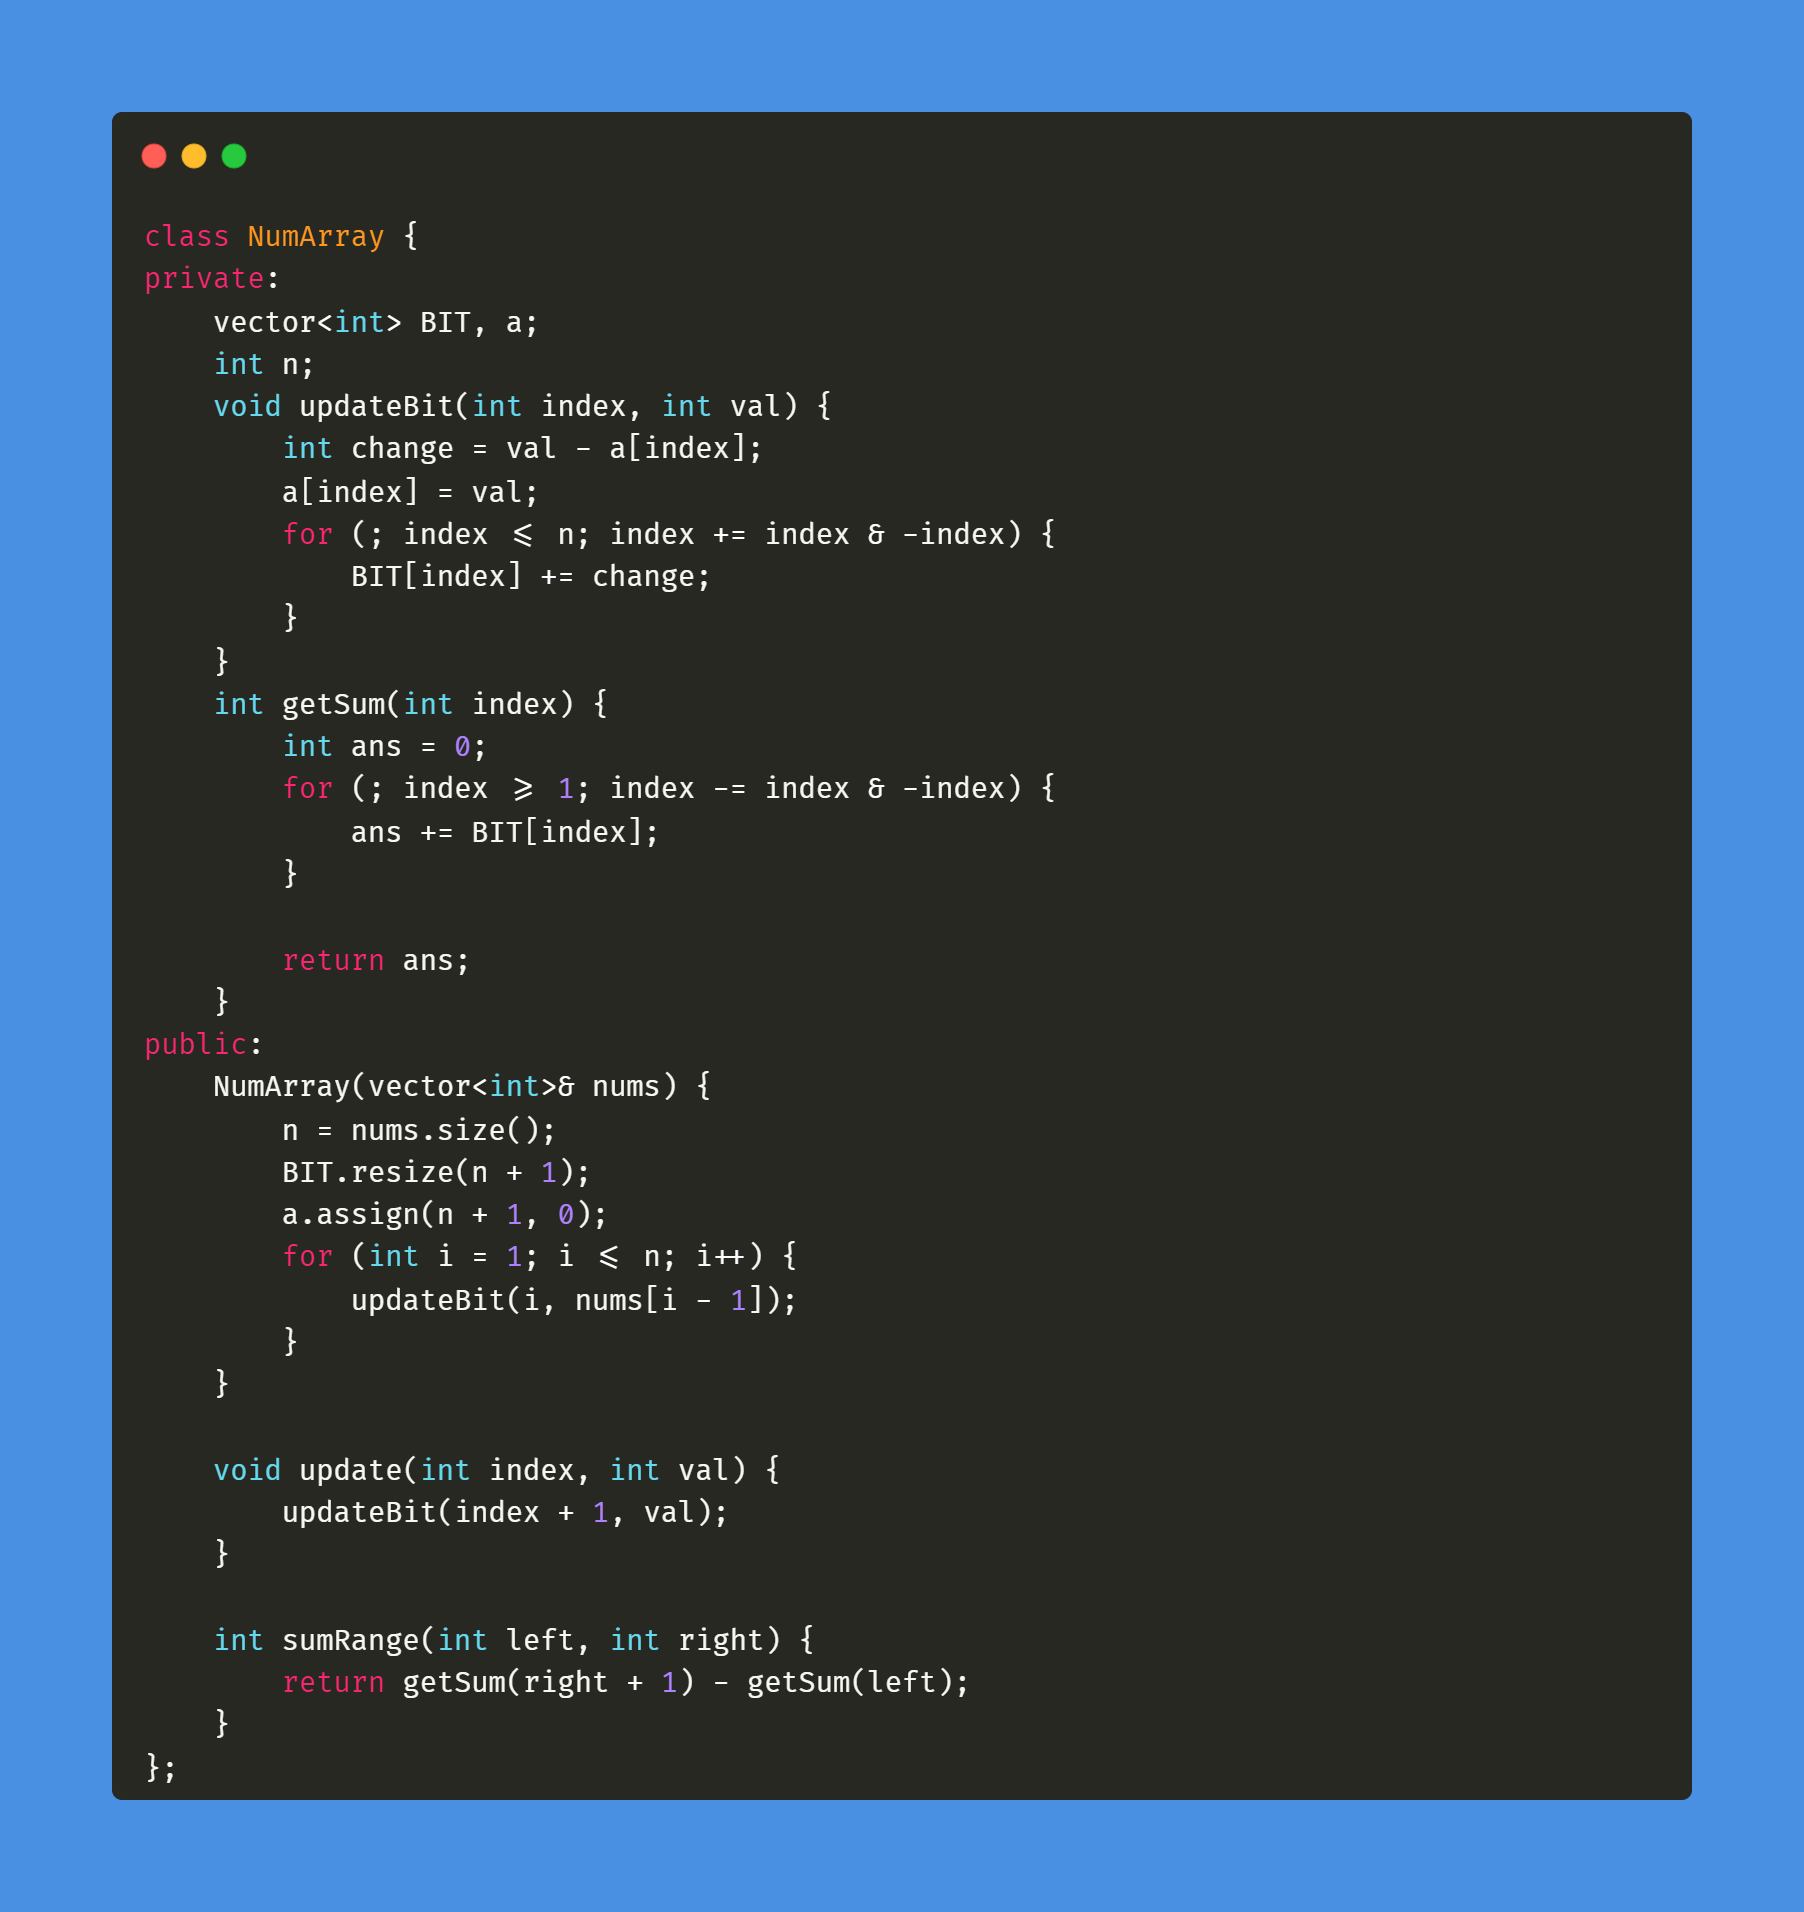 class NumArray {
private:
    vector<int> BIT, a;
    int n;
    void updateBit(int index, int val) {
        int change = val - a[index];
        a[index] = val;
        for (; index <= n; index += index & -index) {
            BIT[index] += change;
        }
    }
    int getSum(int index) {
        int ans = 0;
        for (; index >= 1; index -= index & -index) {
            ans += BIT[index];
        }

        return ans;
    }
public:
    NumArray(vector<int>& nums) {
        n = nums.size();
        BIT.resize(n + 1);
        a.assign(n + 1, 0);
        for (int i = 1; i <= n; i++) {
            updateBit(i, nums[i - 1]);
        }
    }

    void update(int index, int val) {
        updateBit(index + 1, val);
    }

    int sumRange(int left, int right) {
        return getSum(right + 1) - getSum(left);
    }
};